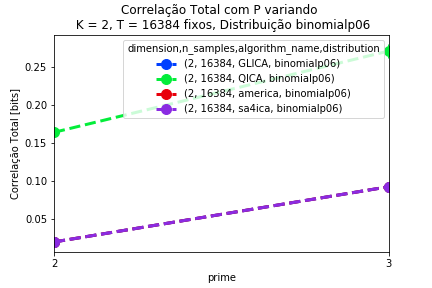 Correlação Total com P variando
K = 2, T = 16384 fixos, Distribuição binomialp06
dimension,n_samples,algorithm_name,distribution
(2, 16384, GLICA, binomialp06)
(2, 16384, QICA, binomialp06)
(2, 16384, america, binomialp06)
(2, 16384, sa4ica, binomialp06)
Correlação Total [bits]
0.25
0.20
0.15
0.10
0.05
2
3
prime